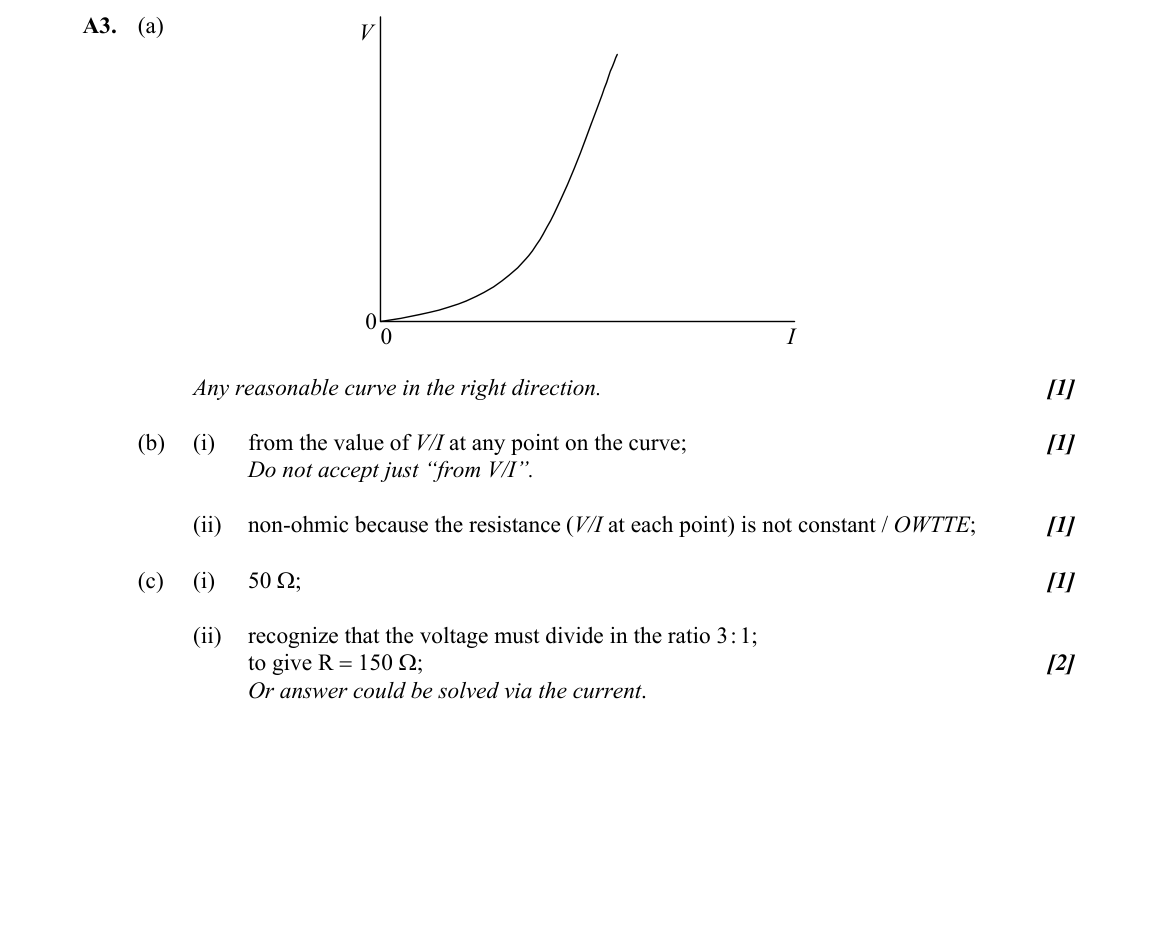 A3. (a)
V
0
0
I
Any reasonable curve in the right direction. [1]
(b) (i) from the value of V/I at any point on the curve; [1]
Do not accept just “from V/I”.
(ii) non-ohmic because the resistance (V/I at each point) is not constant / OWTTE; [1]
(c) (i) 50 Ω; [1]
(ii) recognize that the voltage must divide in the ratio 3 : 1;
to give R = 150 Ω; [2]
Or answer could be solved via the current.